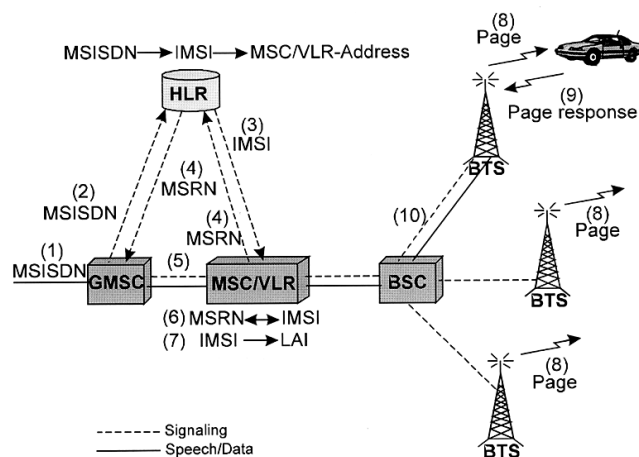 MSISDN IMSI MSC/VLR-Address
HLR
(8)
Page
(9)
Page response
BTS
(3)
IMSI
(4)
MSRN
(2)
MSISDN
(4)
MSRN
(1)
MSISDN
GMSC
(5)
MSC/VLR
(10)
BSC
(8)
Page
BTS
(6) MSRN IMSI
(7) IMSI LAI
(8)
Page
BTS
Signaling
Speech/Data